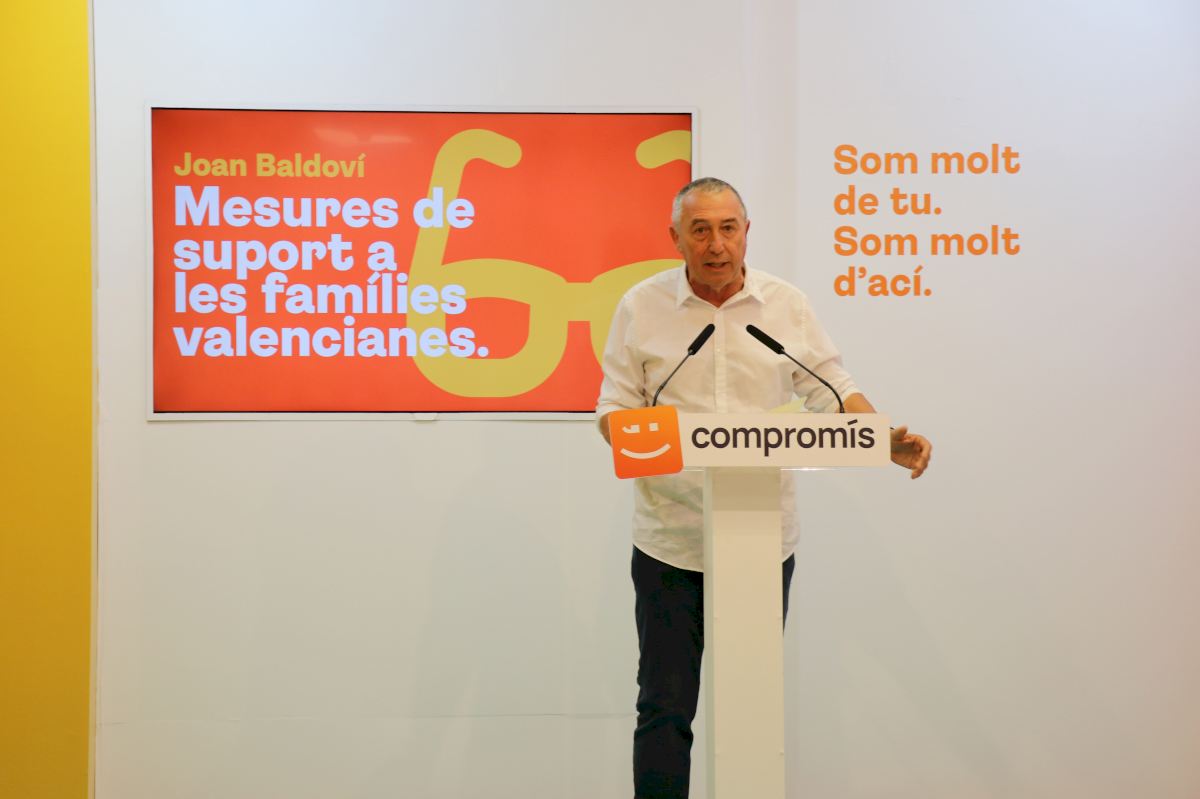 Joan Baldoví
Mesures de
suport a
les famílies
valencianes.
Som molt
de tu.
Som molt
d'ací.
compromís